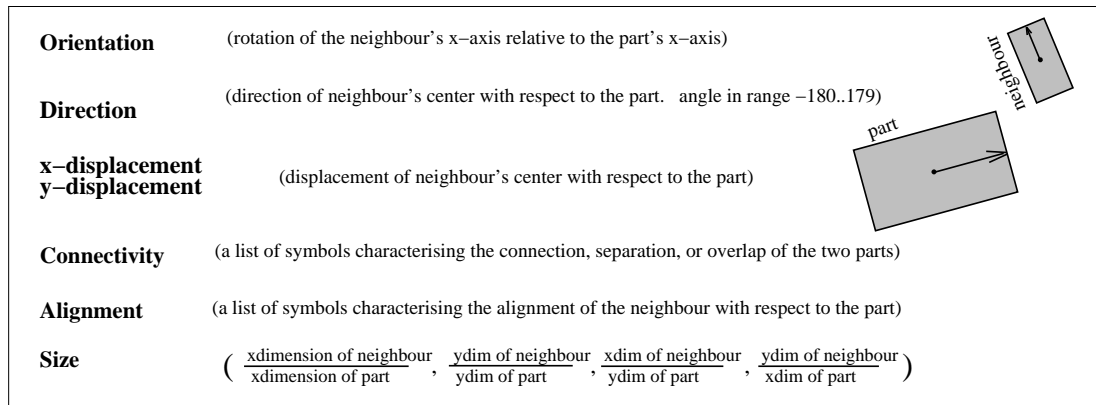 Orientation (rotation of the neighbour's x−axis relative to the part's x−axis)
neighbour
Direction (direction of neighbour's center with respect to the part. angle in range −180..179)
part
x−displacement
y−displacement (displacement of neighbour's center with respect to the part)
Connectivity (a list of symbols characterising the connection, separation, or overlap of the two parts)
Alignment (a list of symbols characterising the alignment of the neighbour with respect to the part)
Size ( xdimension of neighbour / xdimension of part , ydim of neighbour / ydim of part , xdim of neighbour / ydim of part , ydim of neighbour / xdim of part )